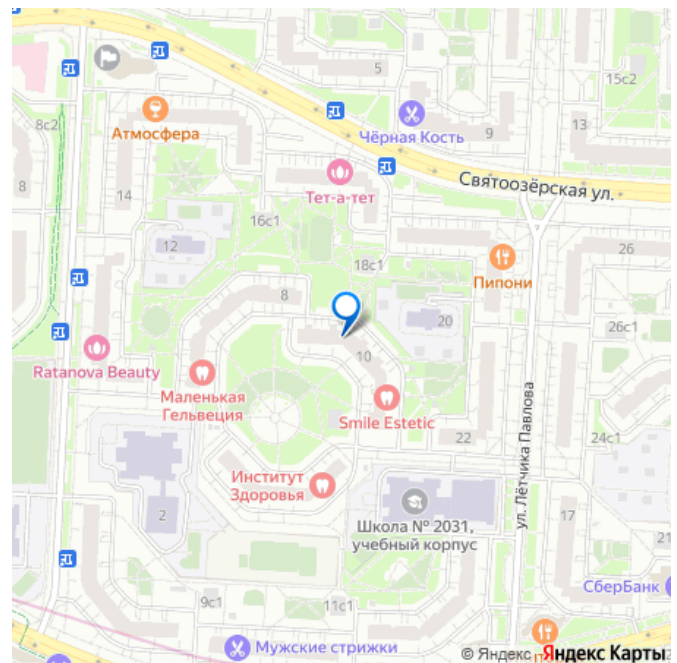 5
15с2
8с2
Атмосфера
Чёрная Кость
9
13
8
14
Тет-а-тет
Святоозёрская ул.
16с1
12
18с1
26
Пипони
8
20
26с1
Ratanova Beauty
10
Маленькая
Гельвеция
Smile Estetic
ул. Лётчика Павлова
22
24с1
Институт
Здоровья
2
Школа № 2031,
учебный корпус
17
21
СберБанк
9с1
11с1
Мужские стрижки
© Яндекс Яндекс Карты